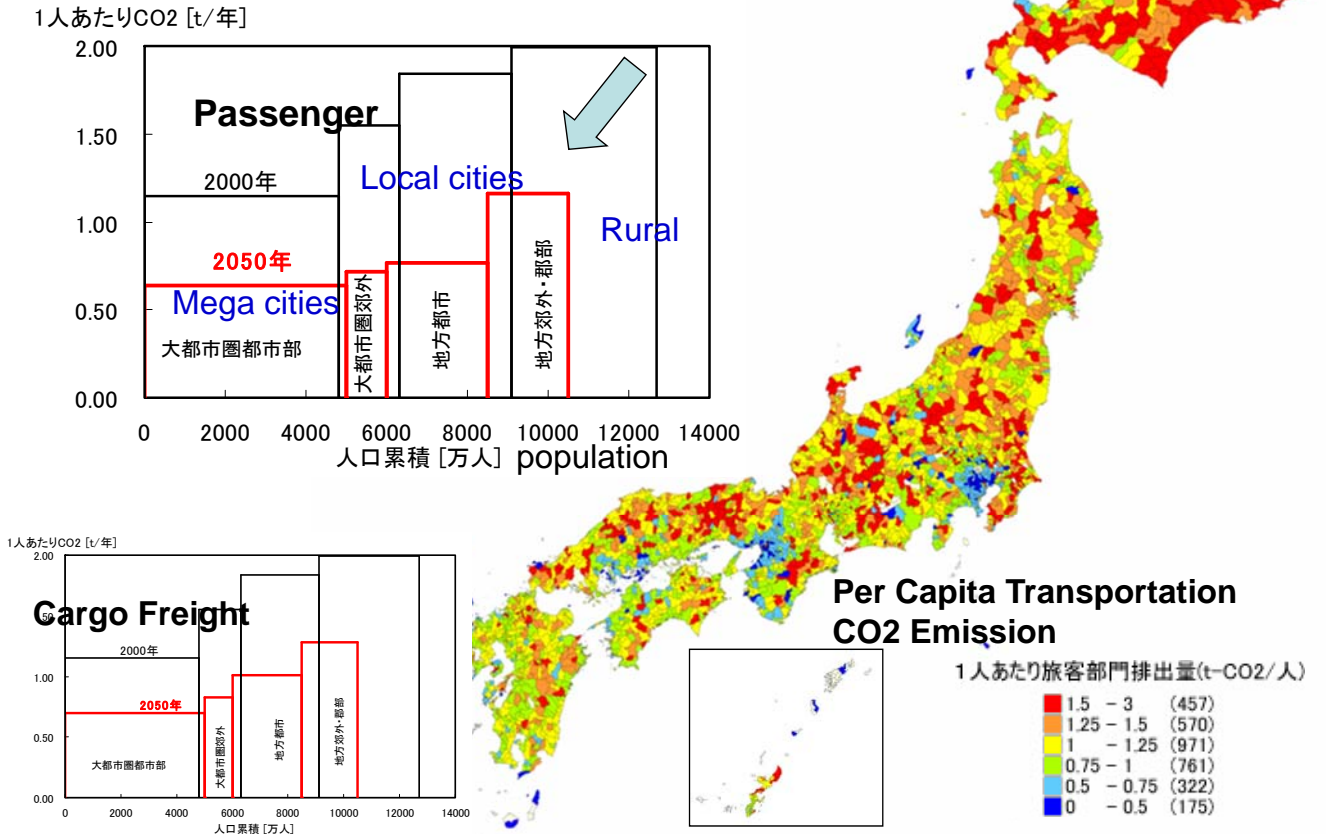 1人あたりCO2 [t/年]
2.00
1.50
1.00
0.50
0.00
Passenger
2000年
2050年
Local cities
Rural
Mega cities
大都市圏都市部
大都市圏郊外
地方都市
地方郊外・郡部
0 2000 4000 6000 8000 10000 12000 14000
人口累積 [万人] population
1人あたりCO2 [t/年]
2.00
1.00
0.50
0.00
Cargo Freight
2000年
2050年
大都市圏都市部
大都市圏郊外
地方都市
地方郊外・郡部
0 2000 4000 6000 8000 10000 12000 14000
人口累積 [万人]
Per Capita Transportation
CO2 Emission
1人あたり旅客部門排出量(t-CO2/人)
1.5 - 3 (457)
1.25 - 1.5 (570)
1 - 1.25 (971)
0.75 - 1 (761)
0.5 - 0.75 (322)
0 - 0.5 (175)